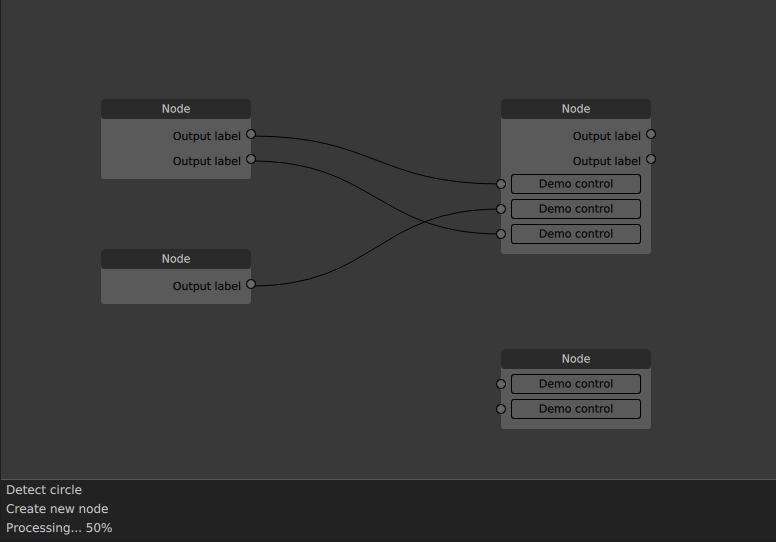 Node
Output label
Output label
Node
Output label
Output label
Demo control
Demo control
Demo control
Node
Output label
Node
Demo control
Demo control
Detect circle
Create new node
Processing... 50%